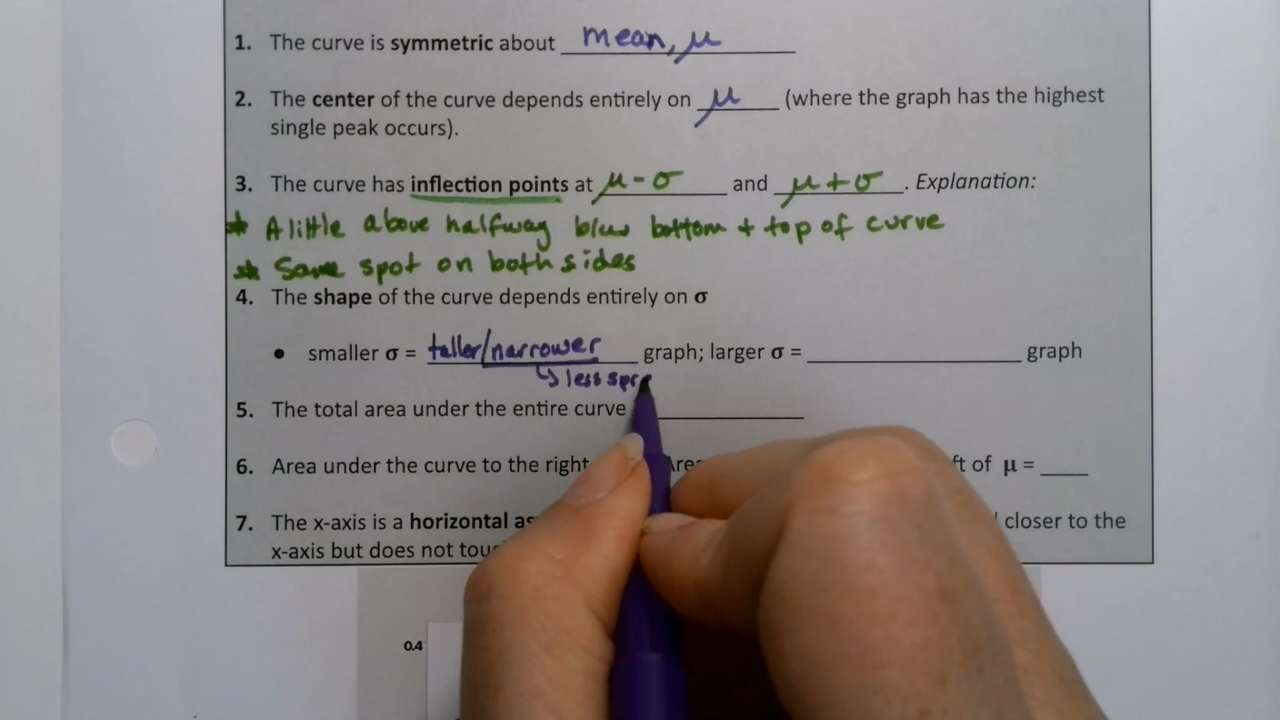 1. The curve is symmetric about mean, μ
2. The center of the curve depends entirely on μ (where the graph has the highest
single peak occurs).
3. The curve has inflection points at μ - σ and μ + σ. Explanation:
* A little above halfway btwn bottom + top of curve
* Same spot on both sides
4. The shape of the curve depends entirely on σ
• smaller σ = taller/narrower graph; larger σ = graph
↳ less spre
5. The total area under the entire curve
6. Area under the curve to the right of μ =
7. The x-axis is a horizontal closer to the
x-axis but does not
0.4